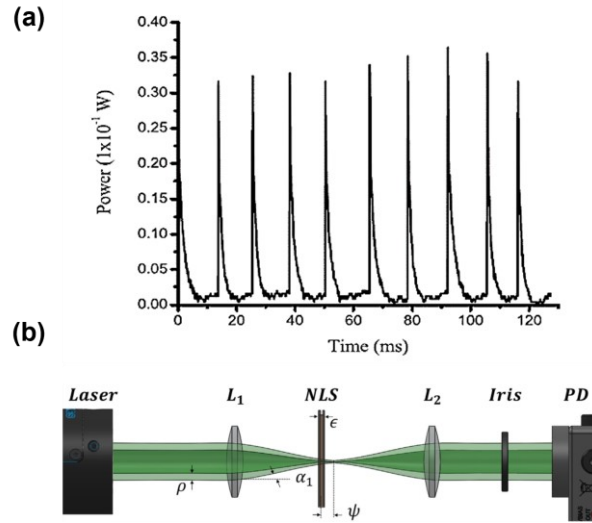 (a)
0.40
0.35
0.30
0.25
0.20
0.15
0.10
0.05
0.00
Power (1x10⁻¹ W)
0 20 40 60 80 100 120
Time (ms)
(b)
Laser L₁ NLS L₂ Iris PD
ϵ
ρ α₁
ψ